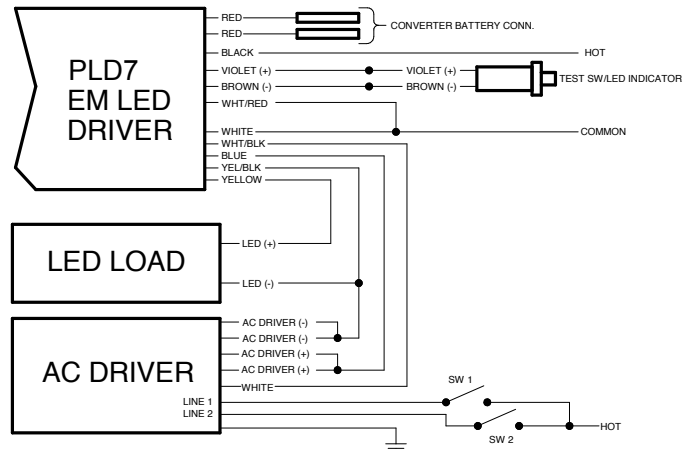 RED
RED
CONVERTER BATTERY CONN.
BLACK
HOT
PLD7
EM LED
DRIVER
VIOLET (+)
VIOLET (+)
BROWN (-)
BROWN (-)
TEST SW/LED INDICATOR
WHT/RED
WHITE
COMMON
WHT/BLK
BLUE
YEL/BLK
YELLOW
LED LOAD
LED (+)
LED (-)
AC DRIVER
AC DRIVER (-)
AC DRIVER (-)
AC DRIVER (+)
AC DRIVER (+)
WHITE
LINE 1
LINE 2
SW 1
SW 2
HOT